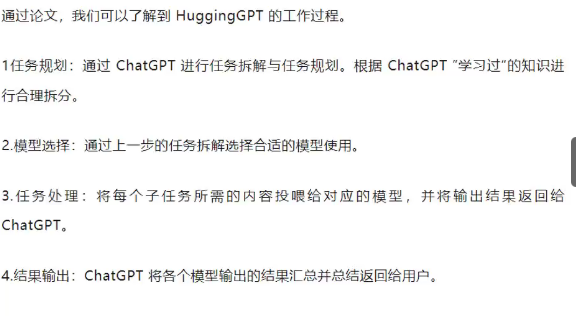 通过论文，我们可以了解到 HuggingGPT 的工作过程。
1任务规划：通过 ChatGPT 进行任务拆解与任务规划。根据 ChatGPT “学习过”的知识进
行合理拆分。
2.模型选择：通过上一步的任务拆解选择合适的模型使用。
3.任务处理：将每个子任务所需的内容投喂给对应的模型，并将输出结果返回给
ChatGPT。
4.结果输出：ChatGPT 将各个模型输出的结果汇总并总结返回给用户。